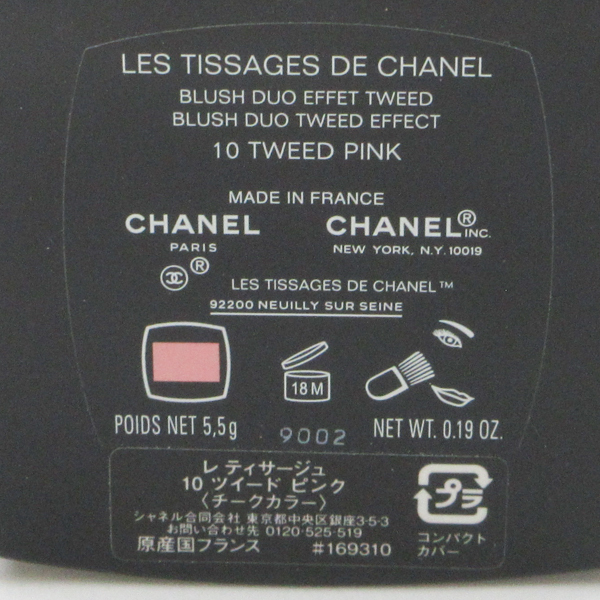 LES TISSAGES DE CHANEL
BLUSH DUO EFFET TWEED
BLUSH DUO TWEED EFFECT
10 TWEED PINK
MADE IN FRANCE
CHANEL
PARIS
CHANEL® INC.
NEW YORK, N.Y. 10019
®
LES TISSAGES DE CHANEL™
92200 NEUILLY SUR SEINE
18 M
POIDS NET 5,5g
9002
NET WT. 0.19 OZ.
レ ティサージュ
10 ツイード ピンク
〈チークカラー〉
シャネル合同会社 東京都中央区銀座3-5-3
お問い合わせ先 0120-525-519
原産国フランス #169310
プラ
コンパクト
カバー